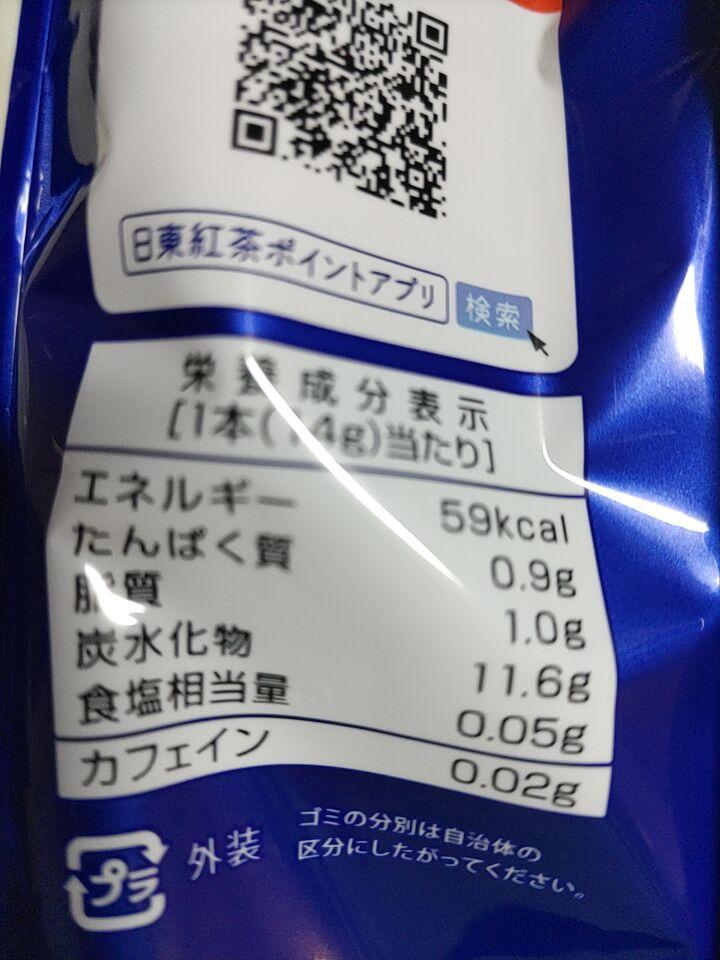 日東紅茶ポイントアプリ 検索
栄養成分表示
[1本(14g)当たり]
エネルギー 59kcal
たんぱく質 0.9g
脂質 1.0g
炭水化物 11.6g
食塩相当量 0.05g
カフェイン 0.02g
プラ 外装
ゴミの分別は自治体の
区分にしたがってください。